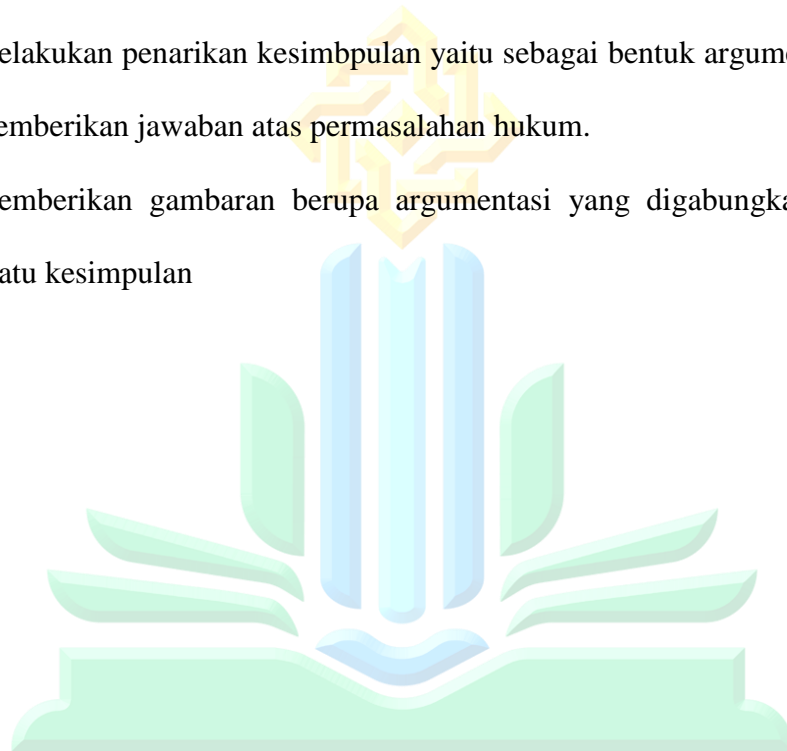 elakukan penarikan kesimbpulan yaitu sebagai bentuk argume
emberikan jawaban atas permasalahan hukum.
emberikan gambaran berupa argumentasi yang digabungka
atu kesimpulan